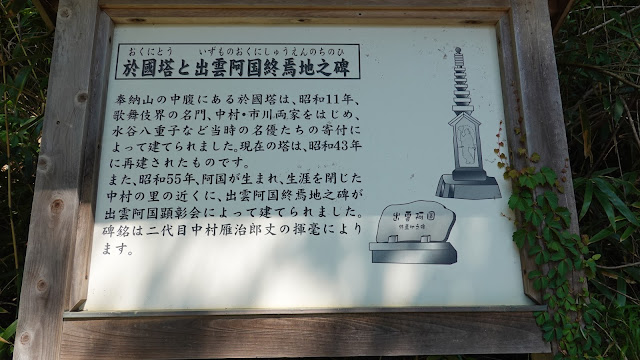 おくにとう いずものおくにしゅうえんのちのひ
於國塔と出雲阿国終焉地之碑
奉納山の中腹にある於國塔は、昭和11年、
歌舞伎界の名門、中村・市川両家をはじめ、
水谷八重子など当時の名優たちの寄付に
よって建てられました。現在の塔は、昭和43年
に再建されたものです。
また、昭和55年、阿国が生まれ、生涯を閉じた
中村の里の近くに、出雲阿国終焉地之碑が
出雲阿国顕彰会によって建てられました。
碑銘は二代目中村雁治郎丈の揮毫により
ます。
出雲阿国
終焉地之碑